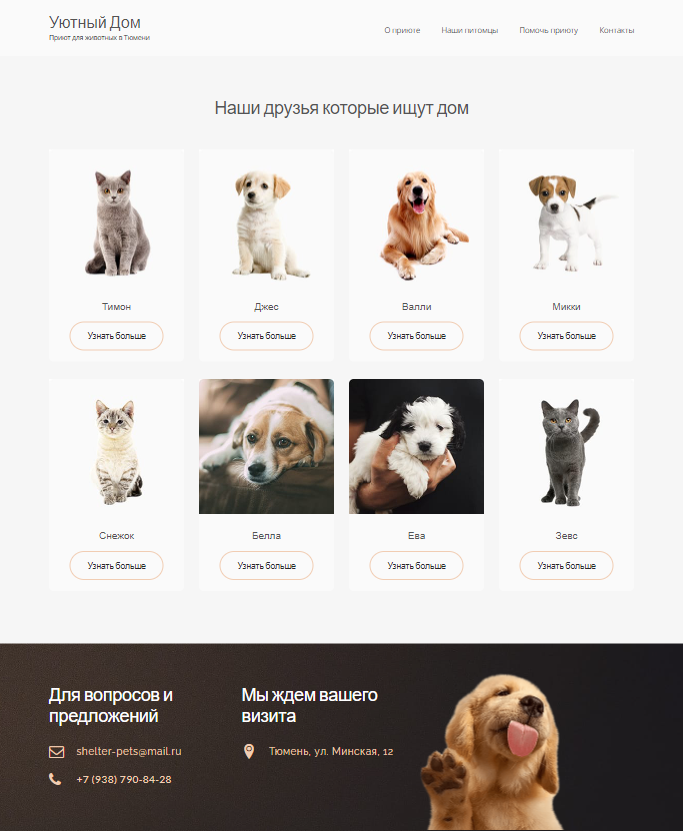 Уютный Дом
Приют для животных в Тюмени
О приюте Наши питомцы Помочь приюту Контакты
Наши друзья которые ищут дом
Тимон Джес Валли Микки
Узнать больше Узнать больше Узнать больше Узнать больше
Снежок Белла Ева Зевс
Узнать больше Узнать больше Узнать больше Узнать больше
Для вопросов и
предложений
shelter-pets@mail.ru
+7 (938) 790-84-28
Мы ждем вашего
визита
Тюмень, ул. Минская, 12